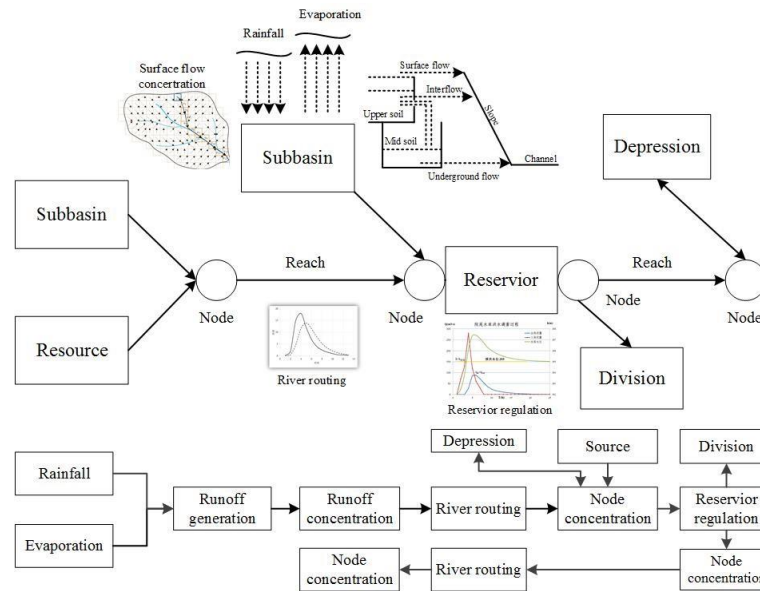 Evaporation
Rainfall
Surface flow
concertration
Surface flow
Interflow
Slope
Upper soil
Mid soil
Channel
Underground flow
Subbasin
Depression
Subbasin
Reach
Reservior
Reach
Node
Node
Node
Node
Resource
River routing
Reservior regulation
Division
Depression
Source
Division
Rainfall
Runoff
generation
Runoff
concentration
River routing
Node
concentration
Reservior
regulation
Evaporation
Node
concentration
River routing
Node
concentration